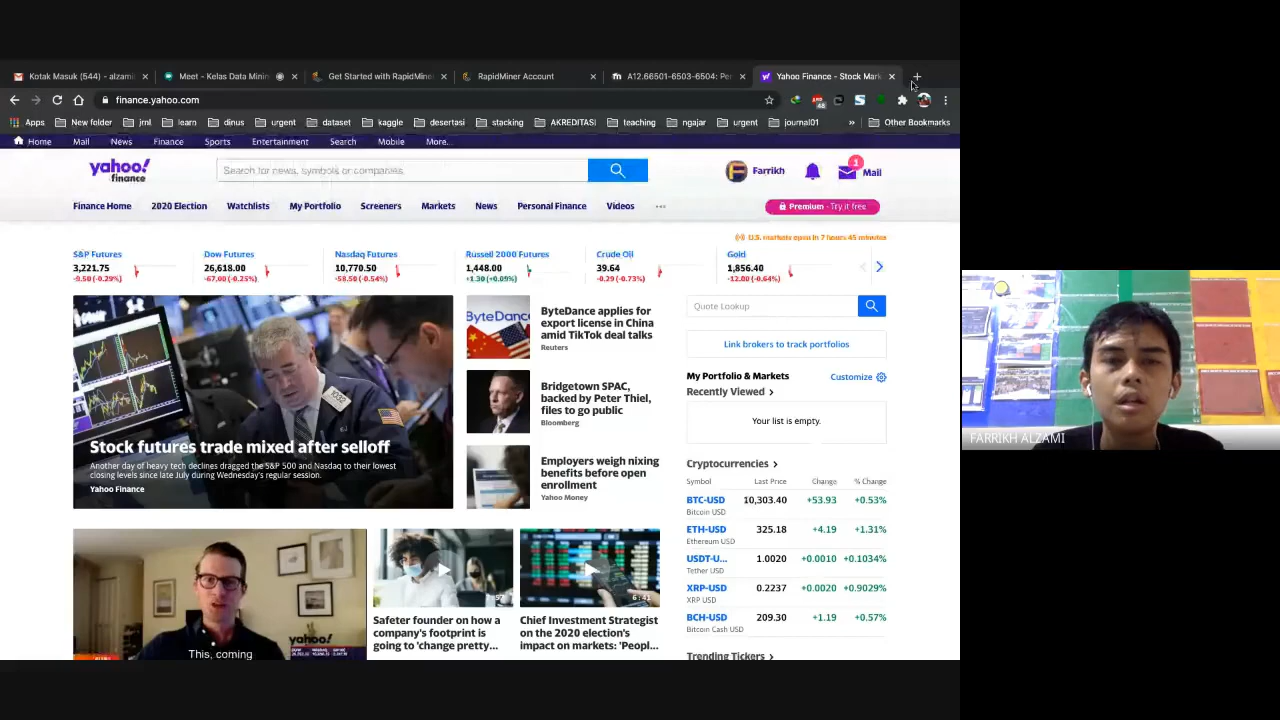 Kotak Masuk (544) - alzami
Meet - Kelas Data Minin
Get Started with RapidMiner
RapidMiner Account
A12.66501-6503-6504: Per
Yahoo Finance - Stock Mark
finance.yahoo.com
48
Apps New folder jrnl learn dinus urgent dataset kaggle desertasi stacking AKREDITASI teaching ngajar urgent journal01 » Other Bookmarks
Home Mail News Finance Sports Entertainment Search Mobile More...
yahoo!
finance
Search for news, symbols or companies
Farrikh
1
Mail
Finance Home 2020 Election Watchlists My Portfolio Screeners Markets News Personal Finance Videos ...
Premium - Try it free
U.S. markets open in 7 hours 45 minutes
S&P Futures
3,221.75
-9.50 (-0.29%)
Dow Futures
26,618.00
-67.00 (-0.25%)
Nasdaq Futures
10,770.50
-58.50 (-0.54%)
Russell 2000 Futures
1,448.00
+1.30 (+0.09%)
Crude Oil
39.64
-0.29 (-0.73%)
Gold
1,856.40
-12.00 (-0.64%)
Stock futures trade mixed after selloff
Another day of heavy tech declines dragged the S&P 500 and Nasdaq to their lowest
closing levels since late July during Wednesday's regular session.
Yahoo Finance
ByteDance
ByteDance applies for
export license in China
amid TikTok deal talks
Reuters
Bridgetown SPAC,
backed by Peter Thiel,
files to go public
Bloomberg
Employers weigh nixing
benefits before open
enrollment
Yahoo Money
Quote Lookup
Link brokers to track portfolios
My Portfolio & Markets
Customize
Recently Viewed
Your list is empty.
Cryptocurrencies
Symbol Last Price Change % Change
BTC-USD 10,303.40 +53.93 +0.53%
Bitcoin USD
ETH-USD 325.18 +4.19 +1.31%
Ethereum USD
USDT-U... 1.0020 +0.0010 +0.1034%
Tether USD
XRP-USD 0.2237 +0.0020 +0.9029%
XRP USD
BCH-USD 209.30 +1.19 +0.57%
Bitcoin Cash USD
Trending Tickers
yahoo!
This, coming
Safeter founder on how a
company's footprint is
going to 'change pretty...
6:41
Chief Investment Strategist
on the 2020 election's
impact on markets: 'Peopl...
FARRIKH ALZAMI